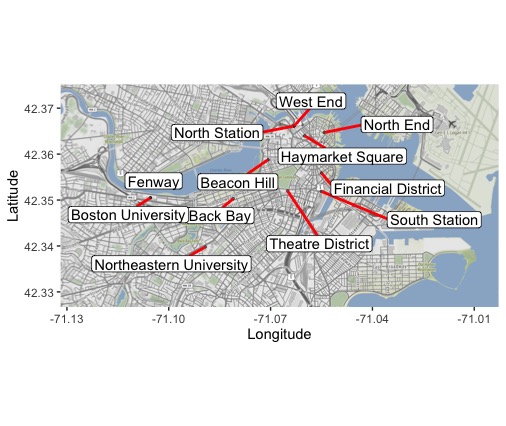 42.37
42.36
42.35
42.34
42.33
Latitude
West End
North Station
North End
Haymarket Square
Fenway
Beacon Hill
Financial District
Boston University
Back Bay
South Station
Theatre District
Northeastern University
-71.13
-71.10
-71.07
-71.04
-71.01
Longitude